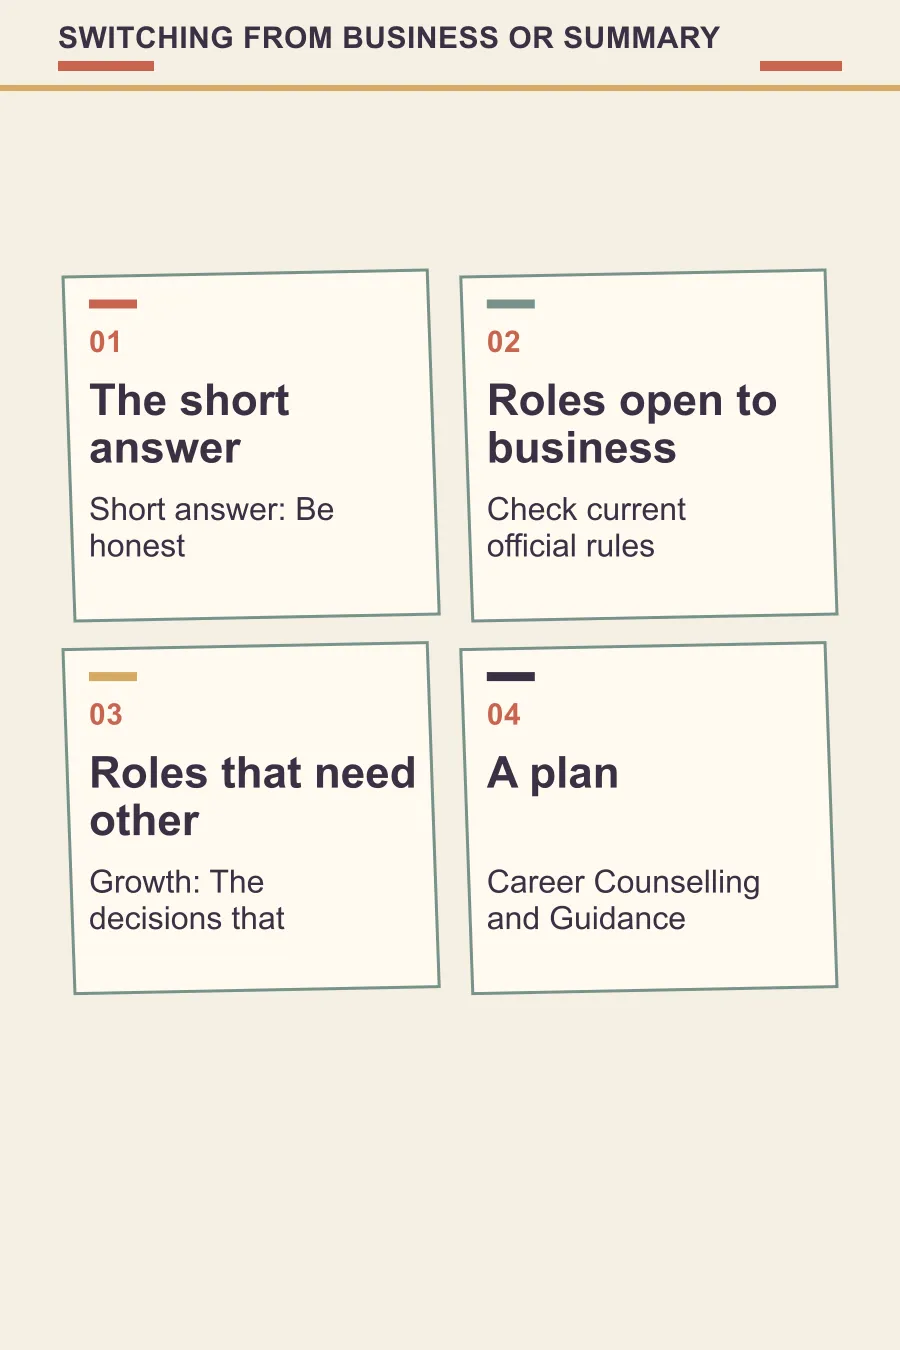 SWITCHING FROM BUSINESS OR SUMMARY
01
The short
answer
Short answer: Be
honest
02
Roles open to
business
Check current
official rules
03
Roles that need
other
Growth: The
decisions that
04
A plan
Career Counselling
and Guidance